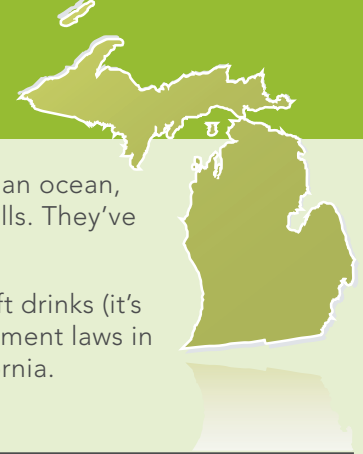 an ocean,
lls. They’ve
ft drinks (it’s
ment laws in
rnia.